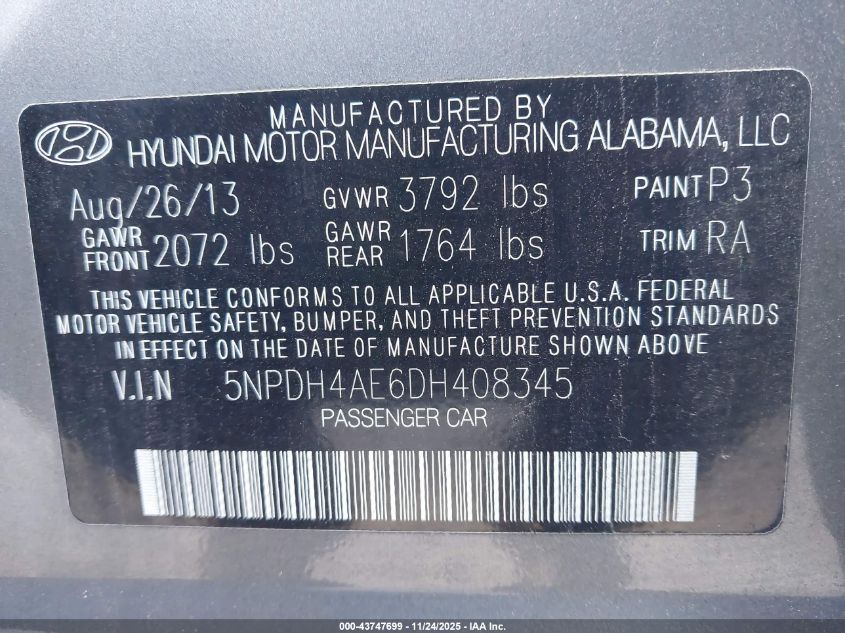 MANUFACTURED BY
HYUNDAI MOTOR MANUFACTURING ALABAMA, LLC
Aug/26/13 GVWR 3792 lbs PAINT P3
GAWR FRONT 2072 lbs GAWR REAR 1764 lbs TRIM RA
THIS VEHICLE CONFORMS TO ALL APPLICABLE U.S.A. FEDERAL
MOTOR VEHICLE SAFETY, BUMPER, AND THEFT PREVENTION STANDARDS
IN EFFECT ON THE DATE OF MANUFACTURE SHOWN ABOVE
V.I.N 5NPDH4AE6DH408345
PASSENGER CAR
000-43747699 - 11/24/2025 - IAA Inc.